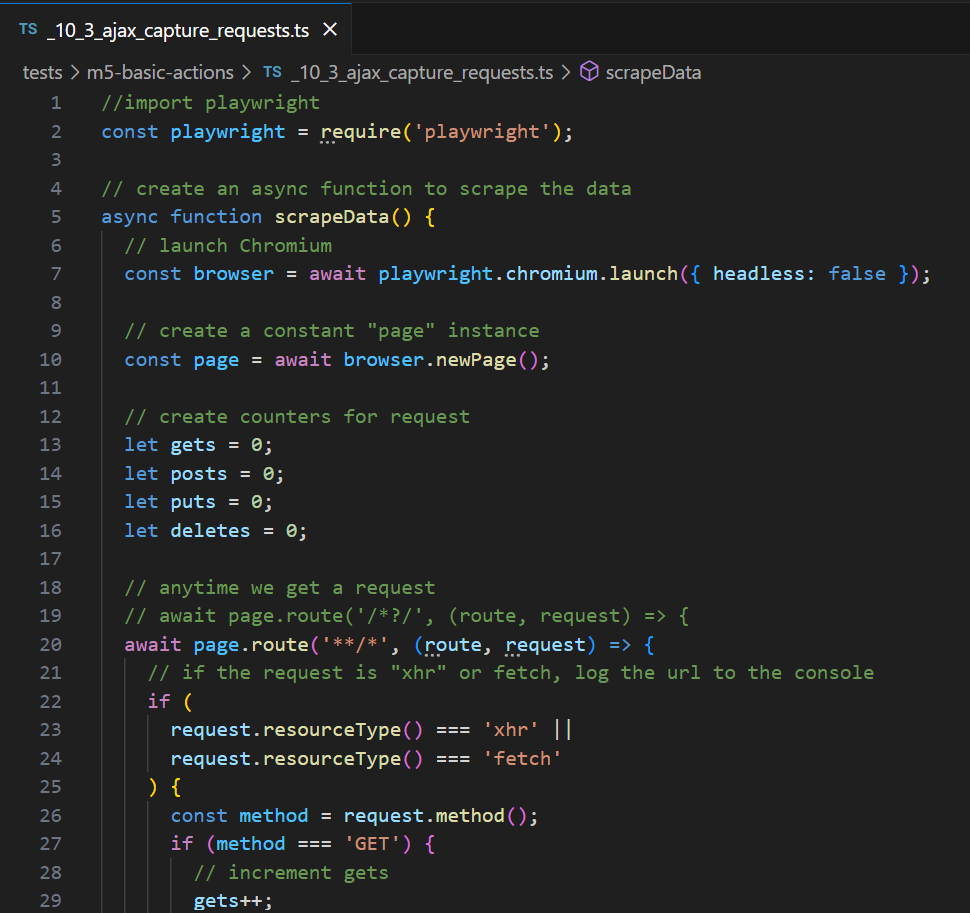 TS _10_3_ajax_capture_requests.ts ×
tests > m5-basic-actions > TS _10_3_ajax_capture_requests.ts > scrapeData
1 //import playwright
2 const playwright = require('playwright');
3
4 // create an async function to scrape the data
5 async function scrapeData() {
6 // launch Chromium
7 const browser = await playwright.chromium.launch({ headless: false });
8
9 // create a constant "page" instance
10 const page = await browser.newPage();
11
12 // create counters for request
13 let gets = 0;
14 let posts = 0;
15 let puts = 0;
16 let deletes = 0;
17
18 // anytime we get a request
19 // await page.route('/*?/', (route, request) => {
20 await page.route('**/*', (route, request) => {
21 // if the request is "xhr" or fetch, log the url to the console
22 if (
23 request.resourceType() === 'xhr' ||
24 request.resourceType() === 'fetch'
25 ) {
26 const method = request.method();
27 if (method === 'GET') {
28 // increment gets
29 gets++;